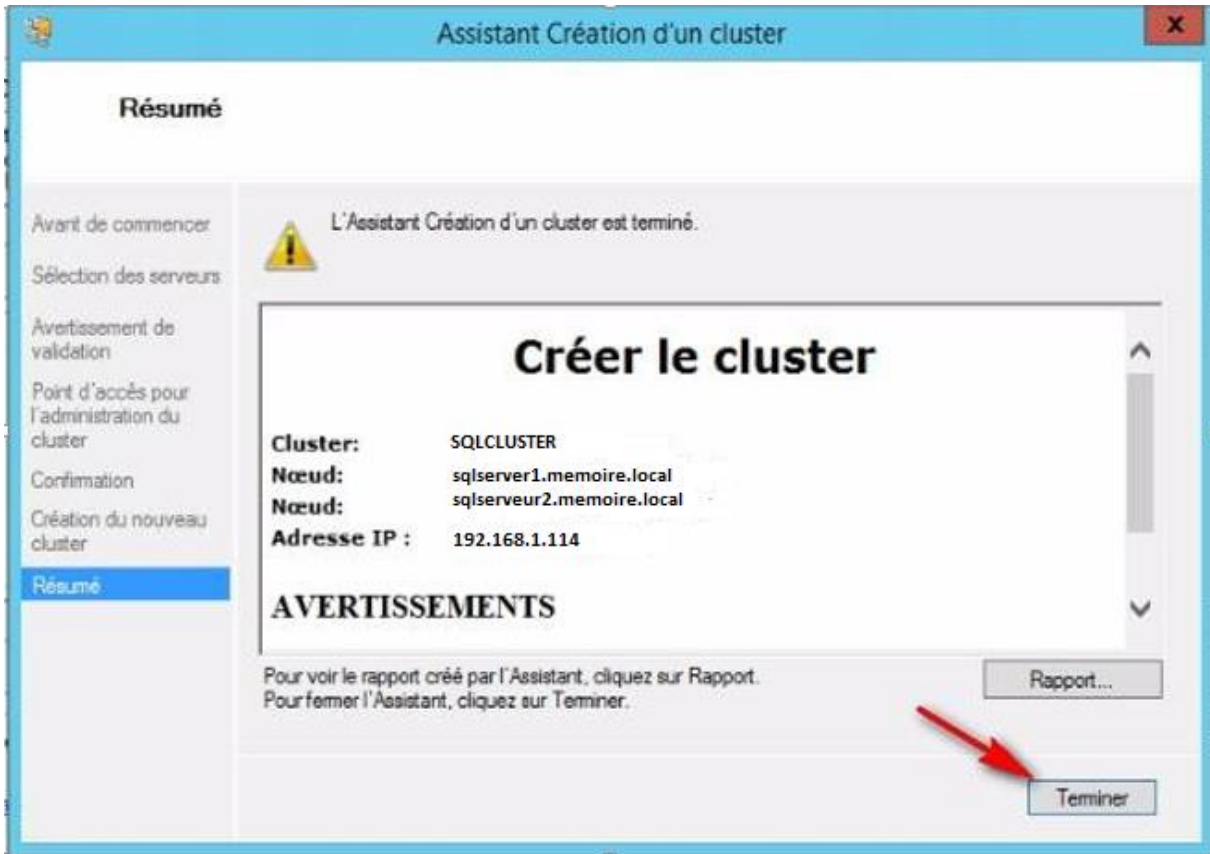 Assistant Création d'un cluster
x
Résumé
Avant de commencer
Sélection des serveurs
Avertissement de
validation
Point d'accès pour
l'administration du
cluster
Confirmation
Création du nouveau
cluster
Résumé
L'Assistant Création d'un cluster est terminé.
Créer le cluster
Cluster: SQLCLUSTER
Nœud: sqlserver1.memoire.local
Nœud: sqlserveur2.memoire.local
Adresse IP : 192.168.1.114
AVERTISSEMENTS
Pour voir le rapport créé par l'Assistant, cliquez sur Rapport.
Pour fermer l'Assistant, cliquez sur Terminer.
Rapport...
Terminer